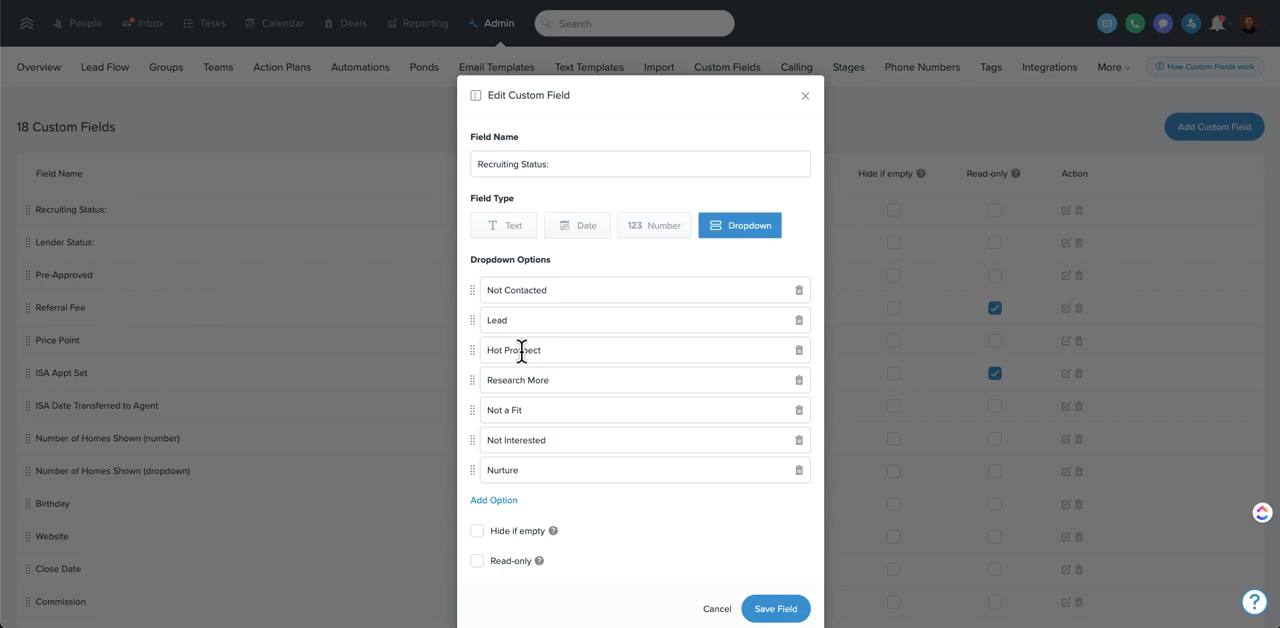 People Inbox Tasks Calendar Deals Reporting Admin Search
Overview Lead Flow Groups Teams Action Plans Automations Ponds Email Templates Text Templates Import Custom Fields Calling Stages Phone Numbers Tags Integrations More How Custom Fields work
Edit Custom Field
18 Custom Fields
Add Custom Field
Field Name
Recruiting Status:
Field Name Hide if empty ? Read-only ? Action
Field Type
Recruiting Status:
Text Date 123 Number Dropdown
Lender Status:
Dropdown Options
Pre-Approved
Not Contacted
Referral Fee
Lead
Price Point
Hot Prospect
ISA Appt Set
Research More
ISA Date Transferred to Agent
Not a Fit
Number of Homes Shown (number)
Not Interested
Number of Homes Shown (dropdown)
Nurture
Birthday
Add Option
Website
Hide if empty ?
Close Date
Read-only ?
Commission
Cancel Save Field
?